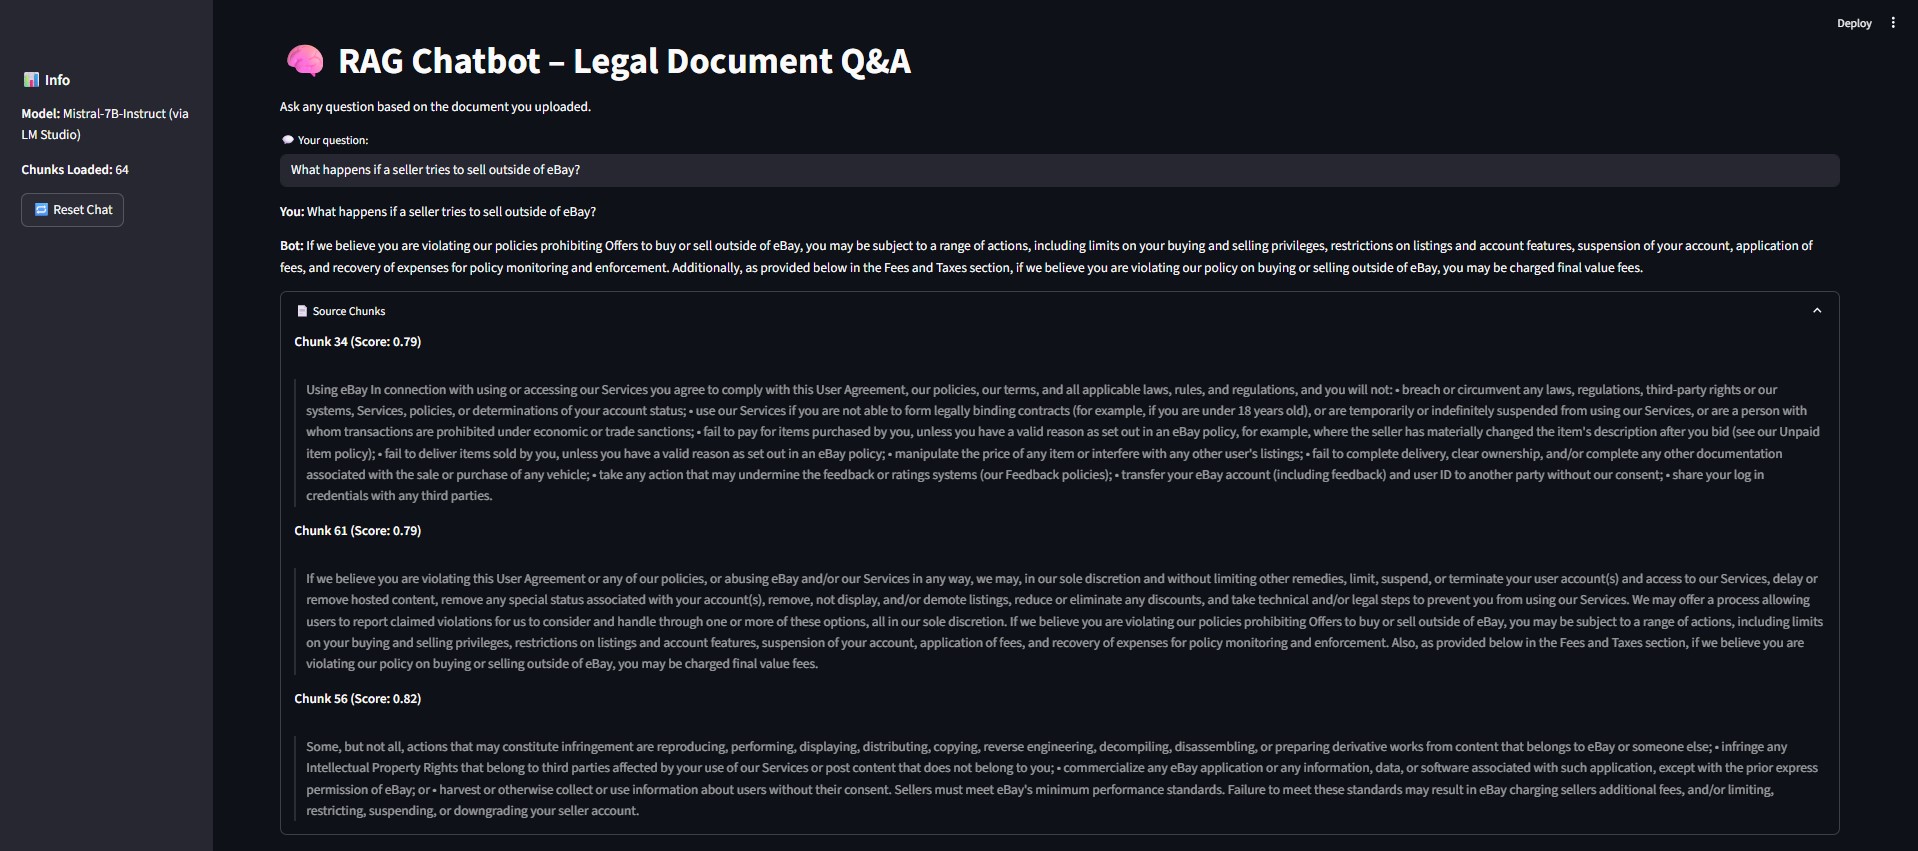 Deploy
📊 Info
Model: Mistral-7B-Instruct (via
LM Studio)
Chunks Loaded: 64
🔁 Reset Chat
🧠 RAG Chatbot – Legal Document Q&A
Ask any question based on the document you uploaded.
💬 Your question:
What happens if a seller tries to sell outside of eBay?
You: What happens if a seller tries to sell outside of eBay?
Bot: If we believe you are violating our policies prohibiting Offers to buy or sell outside of eBay, you may be subject to a range of actions, including limits on your buying and selling privileges, restrictions on listings and account features, suspension of your account, application of
fees, and recovery of expenses for policy monitoring and enforcement. Additionally, as provided below in the Fees and Taxes section, if we believe you are violating our policy on buying or selling outside of eBay, you may be charged final value fees.
📄 Source Chunks
Chunk 34 (Score: 0.79)
Using eBay In connection with using or accessing our Services you agree to comply with this User Agreement, our policies, our terms, and all applicable laws, rules, and regulations, and you will not: • breach or circumvent any laws, regulations, third-party rights or our
systems, Services, policies, or determinations of your account status; • use our Services if you are not able to form legally binding contracts (for example, if you are under 18 years old), or are temporarily or indefinitely suspended from using our Services, or are a person with
whom transactions are prohibited under economic or trade sanctions; • fail to pay for items purchased by you, unless you have a valid reason as set out in an eBay policy, for example, where the seller has materially changed the item's description after you bid (see our Unpaid
item policy); • fail to deliver items sold by you, unless you have a valid reason as set out in an eBay policy; • manipulate the price of any item or interfere with any other user's listings; • fail to complete delivery, clear ownership, and/or complete any other documentation
associated with the sale or purchase of any vehicle; • take any action that may undermine the feedback or ratings systems (our Feedback policies); • transfer your eBay account (including feedback) and user ID to another party without our consent; • share your log in
credentials with any third parties.
Chunk 61 (Score: 0.79)
If we believe you are violating this User Agreement or any of our policies, or abusing eBay and/or our Services in any way, we may, in our sole discretion and without limiting other remedies, limit, suspend, or terminate your user account(s) and access to our Services, delay or
remove hosted content, remove any special status associated with your account(s), remove, not display, and/or demote listings, reduce or eliminate any discounts, and take technical and/or legal steps to prevent you from using our Services. We may offer a process allowing
users to report claimed violations for us to consider and handle through one or more of these options, all in our sole discretion. If we believe you are violating our policies prohibiting Offers to buy or sell outside of eBay, you may be subject to a range of actions, including limits
on your buying and selling privileges, restrictions on listings and account features, suspension of your account, application of fees, and recovery of expenses for policy monitoring and enforcement. Also, as provided below in the Fees and Taxes section, if we believe you are
violating our policy on buying or selling outside of eBay, you may be charged final value fees.
Chunk 56 (Score: 0.82)
Some, but not all, actions that may constitute infringement are reproducing, performing, displaying, distributing, copying, reverse engineering, decompiling, disassembling, or preparing derivative works from content that belongs to eBay or someone else; • infringe any
Intellectual Property Rights that belong to third parties affected by your use of our Services or post content that does not belong to you; • commercialize any eBay application or any information, data, or software associated with such application, except with the prior express
permission of eBay; or • harvest or otherwise collect or use information about users without their consent. Sellers must meet eBay's minimum performance standards. Failure to meet these standards may result in eBay charging sellers additional fees, and/or limiting,
restricting, suspending, or downgrading your seller account.